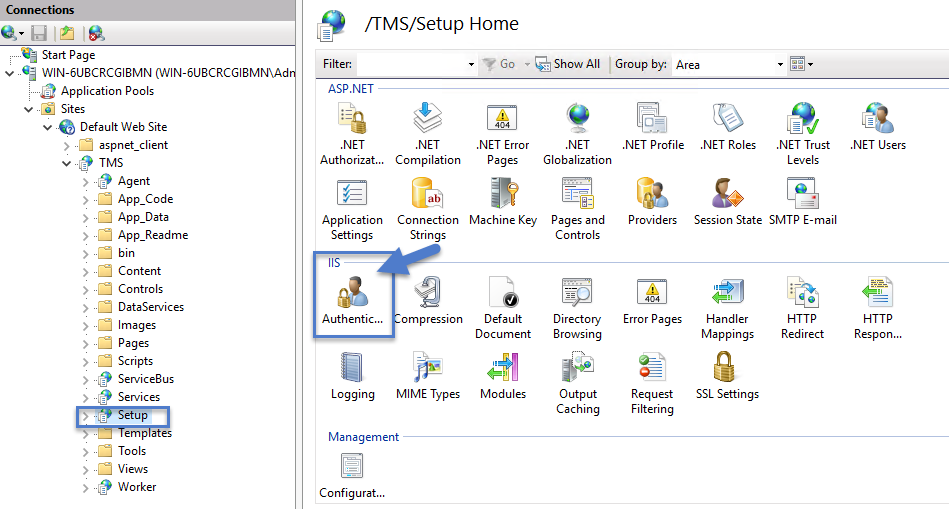 Connections
Start Page
WIN-6UBCRCGIBMN (WIN-6UBCRCGIBMN\Adm
Application Pools
Sites
Default Web Site
aspnet_client
TMS
Agent
App_Code
App_Data
App_Readme
bin
Content
Controls
DataServices
Images
Pages
Scripts
ServiceBus
Services
Setup
Templates
Tools
Views
Worker
/TMS/Setup Home
Filter: Go Show All Group by: Area
ASP.NET
.NET Authorizat...
.NET Compilation
.NET Error Pages
.NET Globalization
.NET Profile
.NET Roles
.NET Trust Levels
.NET Users
Application Settings
Connection Strings
Machine Key
Pages and Controls
Providers
Session State
SMTP E-mail
IIS
Authentic...
Compression
Default Document
Directory Browsing
Error Pages
Handler Mappings
HTTP Redirect
HTTP Respon...
Logging
MIME Types
Modules
Output Caching
Request Filtering
SSL Settings
Management
Configurat...